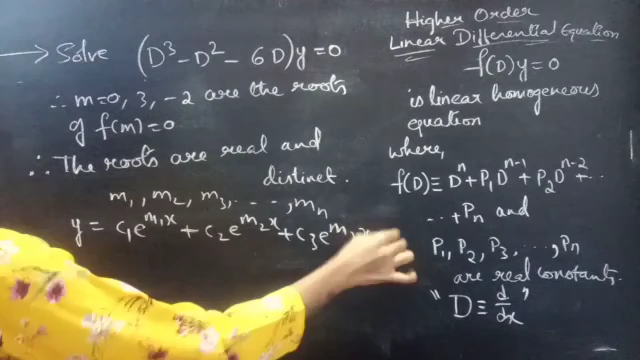 → Solve (D³ - D² - 6D)y = 0
∴ m = 0, 3, -2 are the roots
of f(m) = 0
∴ The roots are real and
distinct.
m₁, m₂, m₃, ....., mₙ
y = c₁e^{m₁x} + c₂e^{m₂x} + c₃e^{m
Higher Order
Linear Differential Equation
f(D)y = 0
is linear homogeneous
equation
where,
f(D) ≡ Dⁿ + P₁Dⁿ⁻¹ + P₂Dⁿ⁻² + ..
...+Pₙ and
P₁, P₂, P₃, ...., Pₙ
are real constants.
" D ≡ d/dx "